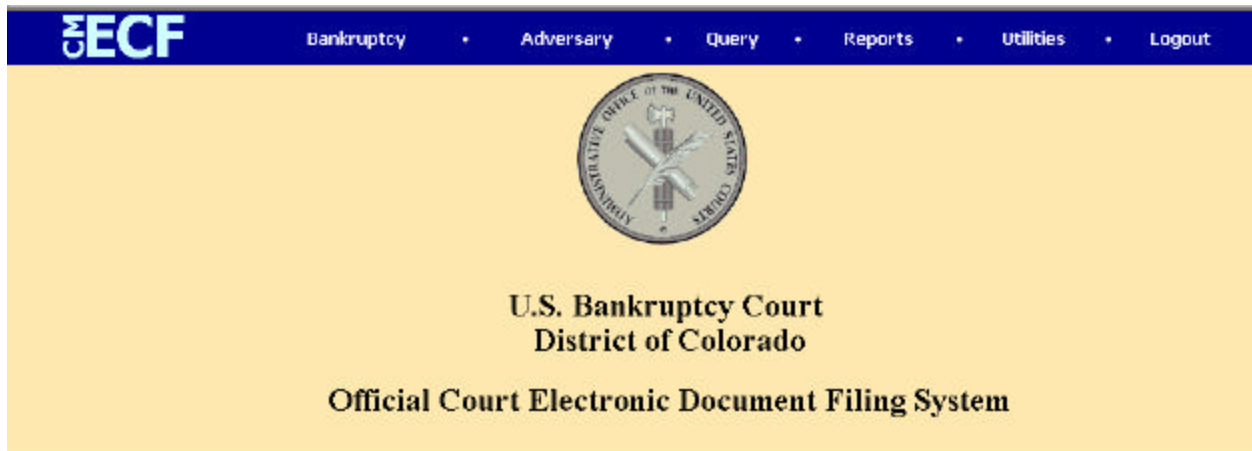 CM ECF Bankruptcy • Adversary • Query • Reports • Utilities • Logout
ADMINISTRATIVE OFFICE OF THE UNITED STATES COURTS
U.S. Bankruptcy Court
District of Colorado
Official Court Electronic Document Filing System